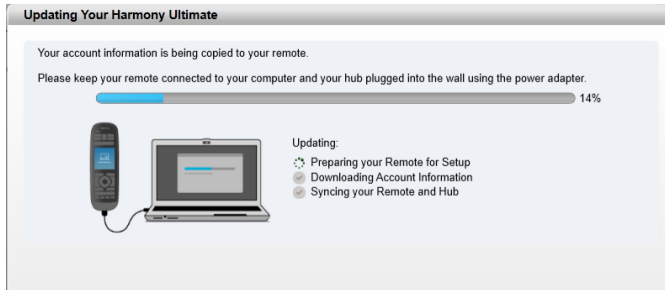 Updating Your Harmony Ultimate
Your account information is being copied to your remote.
Please keep your remote connected to your computer and your hub plugged into the wall using the power adapter.
14%
Updating:
Preparing your Remote for Setup
Downloading Account Information
Syncing your Remote and Hub